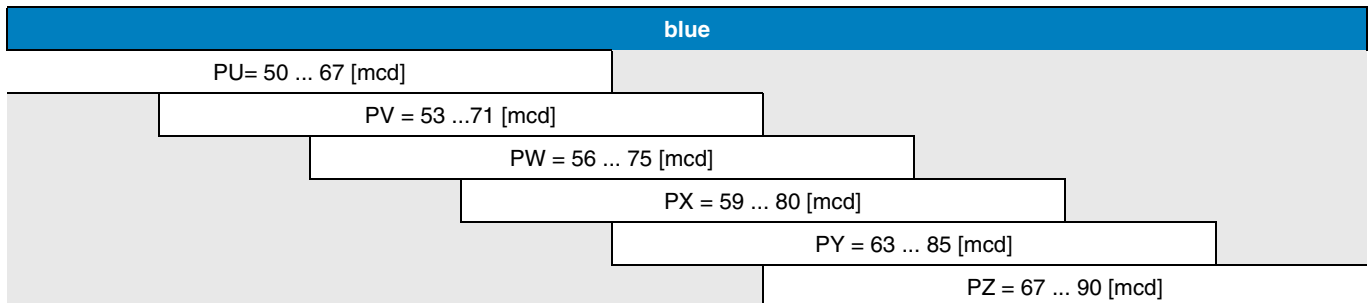 blue
PU= 50 ... 67 [mcd]
PV = 53 ...71 [mcd]
PW = 56 ... 75 [mcd]
PX = 59 ... 80 [mcd]
PY = 63 ... 85 [mcd]
PZ = 67 ... 90 [mcd]